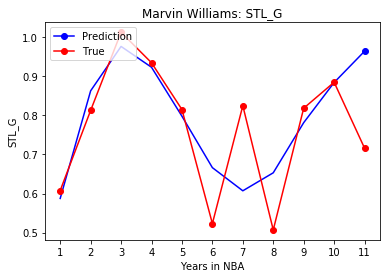 Marvin Williams: STL_G
Prediction
True
1.0
0.9
0.8
0.7
0.6
0.5
STL_G
1 2 3 4 5 6 7 8 9 10 11
Years in NBA